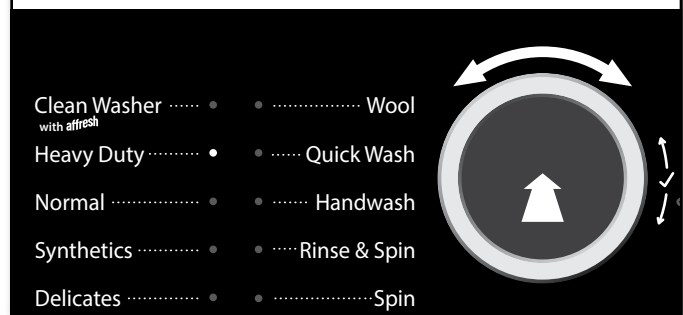 Clean Washer
with affresh
Heavy Duty
Normal
Synthetics
Delicates
Wool
Quick Wash
Handwash
Rinse & Spin
Spin